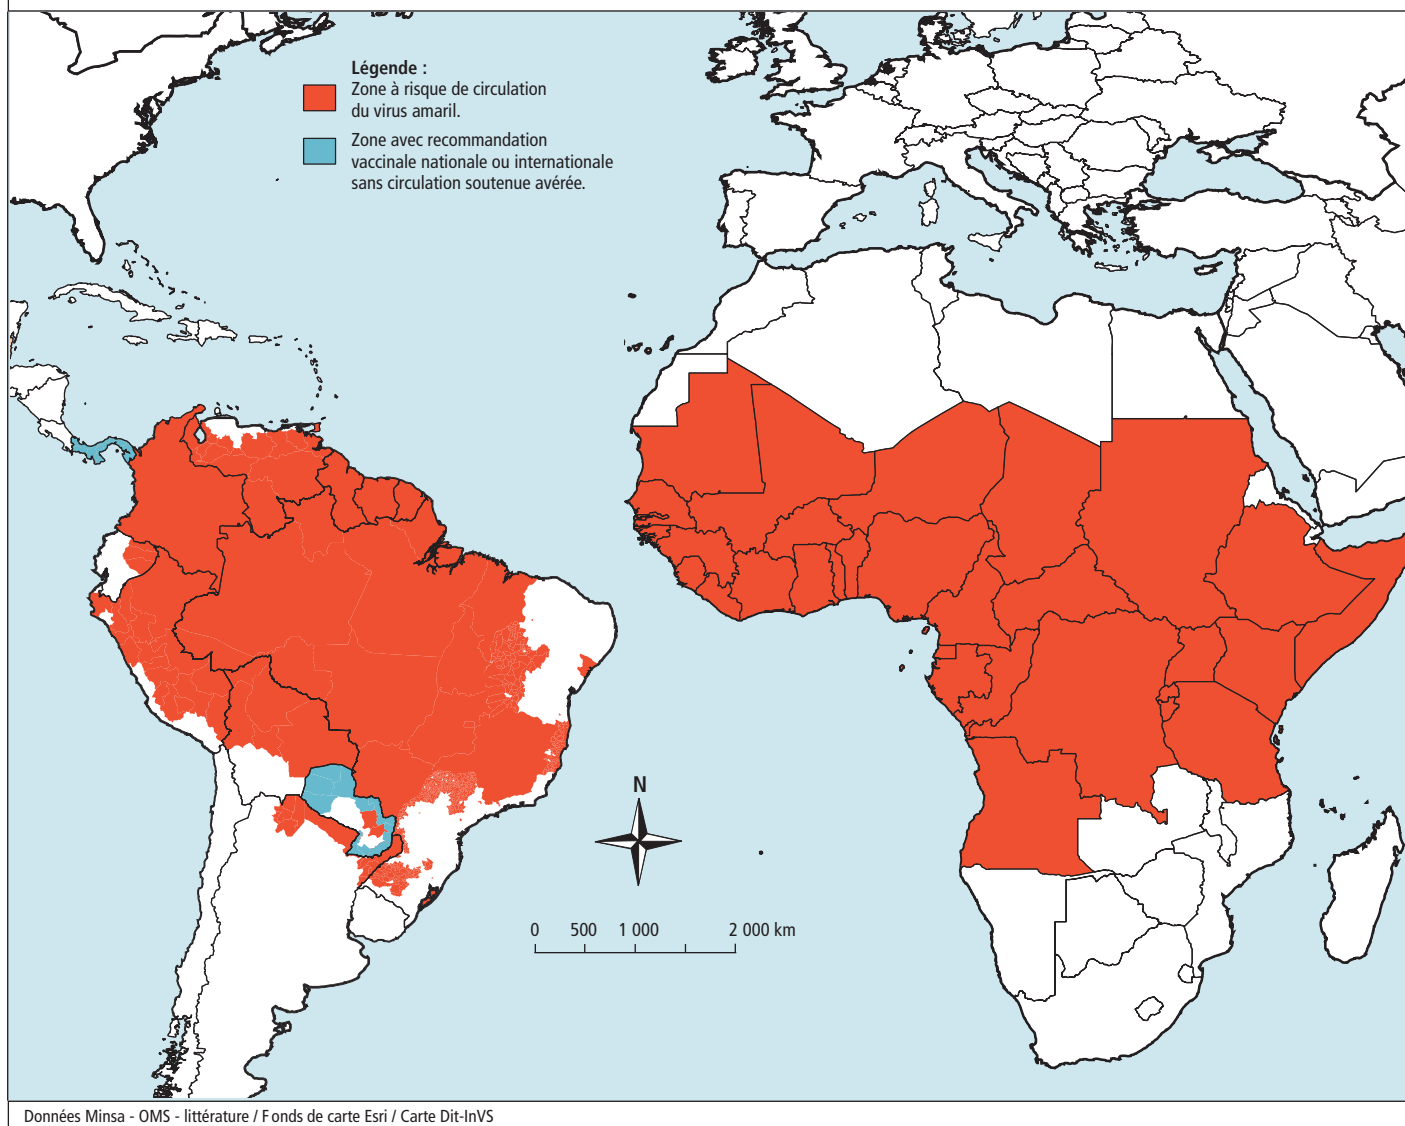 Légende :
Zone à risque de circulation
du virus amaril.
Zone avec recommandation
vaccinale nationale ou internationale
sans circulation soutenue avérée.
N
0 500 1 000 2 000 km
Données Minsa - OMS - littérature / Fonds de carte Esri / Carte Dit-InVS